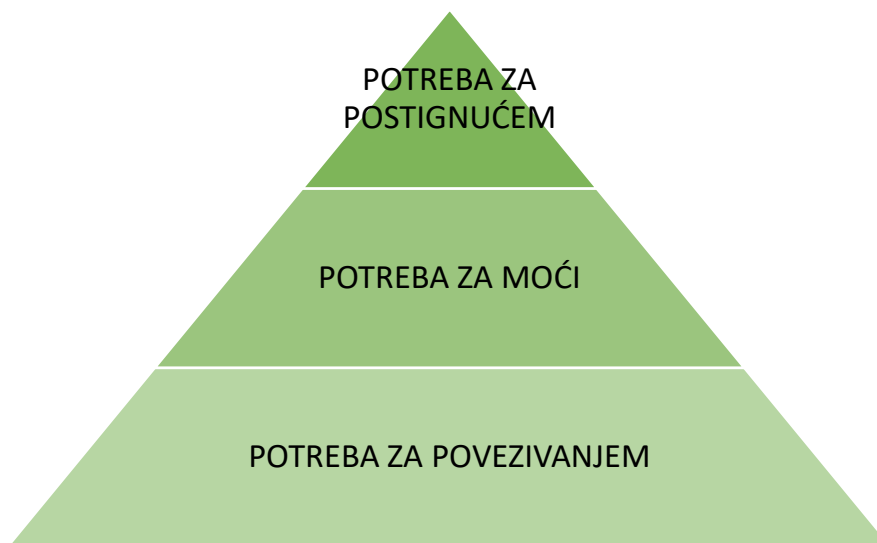 POTREBA ZA
POSTIGNUĆEM
POTREBA ZA MOĆI
POTREBA ZA POVEZIVANJEM